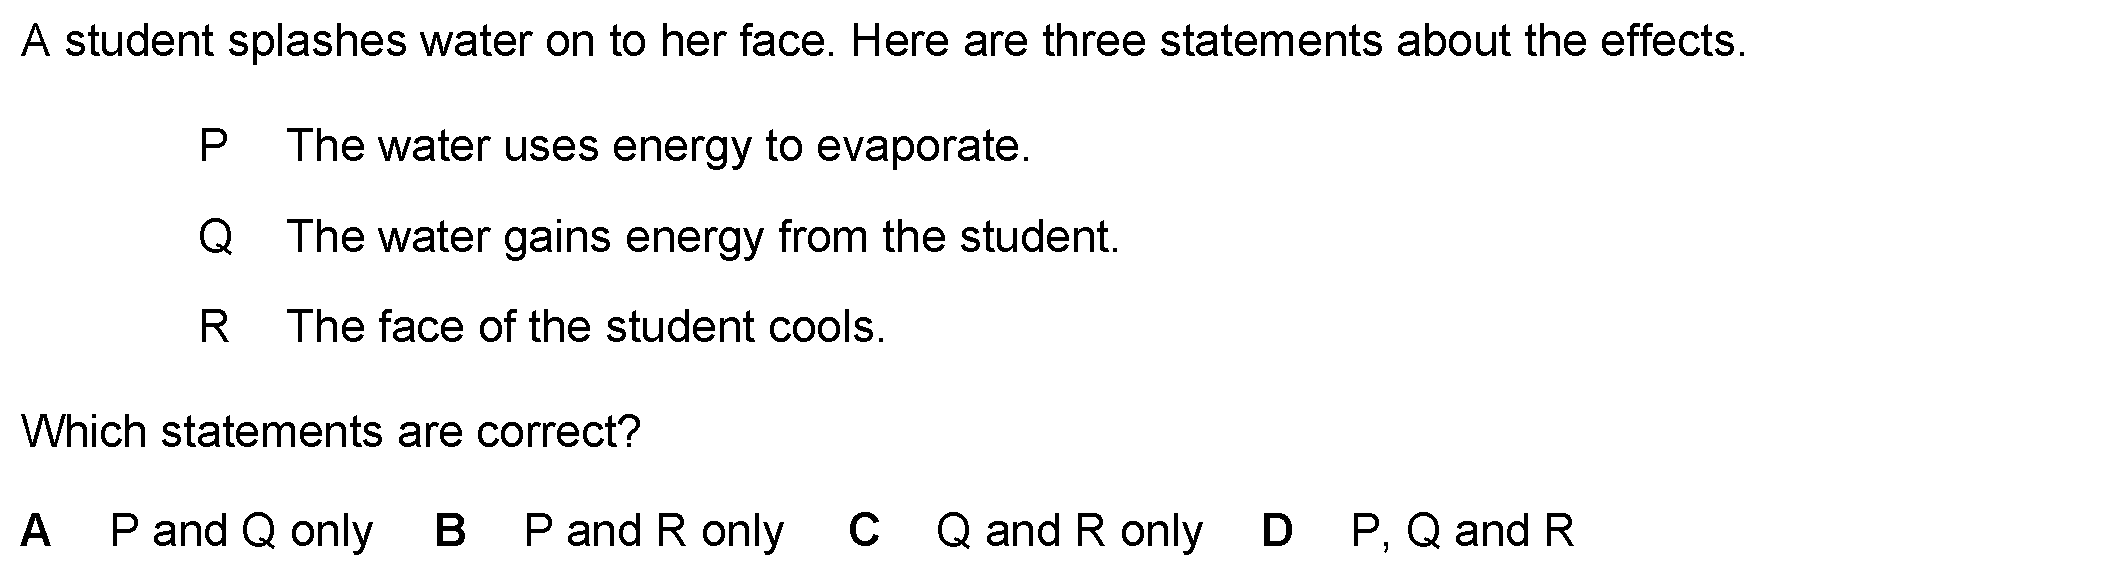 A student splashes water on to her face. Here are three statements about the effects.
P The water uses energy to evaporate.
Q The water gains energy from the student.
R The face of the student cools.
Which statements are correct?
A P and Q only B P and R only C Q and R only D P, Q and R